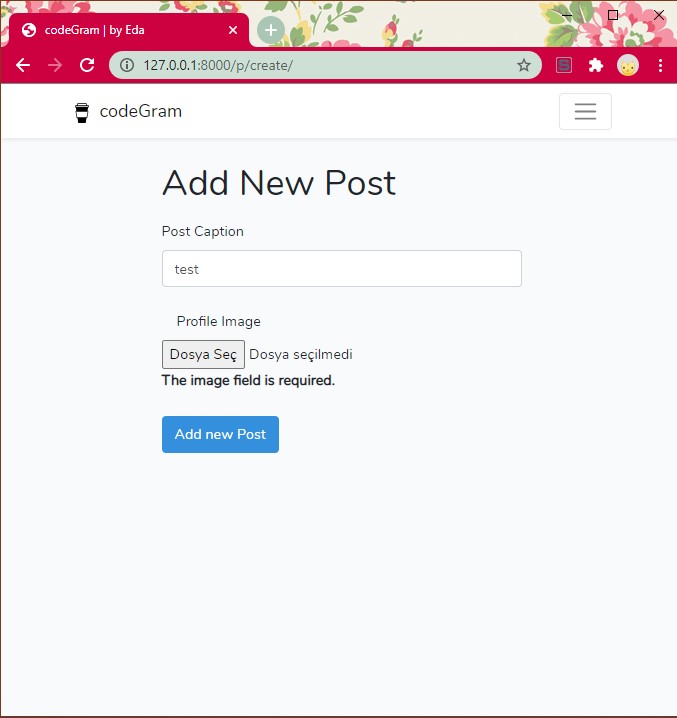 codeGram | by Eda
127.0.0.1:8000/p/create/
codeGram
Add New Post
Post Caption
test
Profile Image
Dosya Seç Dosya seçilmedi
The image field is required.
Add new Post